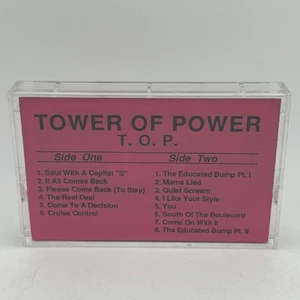 TOWER OF POWER
T. O. P.
Side One
1. Soul With A Capital "S"
2. It All Comes Back
3. Please Come Back (To Stay)
4. The Real Deal
5. Come To A Decision
6. Cruise Control
Side Two
1. The Educated Bump Pt. I
2. Mama Lied
3. Quiet Scream
4. I Like Your Style
5. You
6. South Of The Boulevard
7. Come On With It
8. The Educated Bump Pt. II